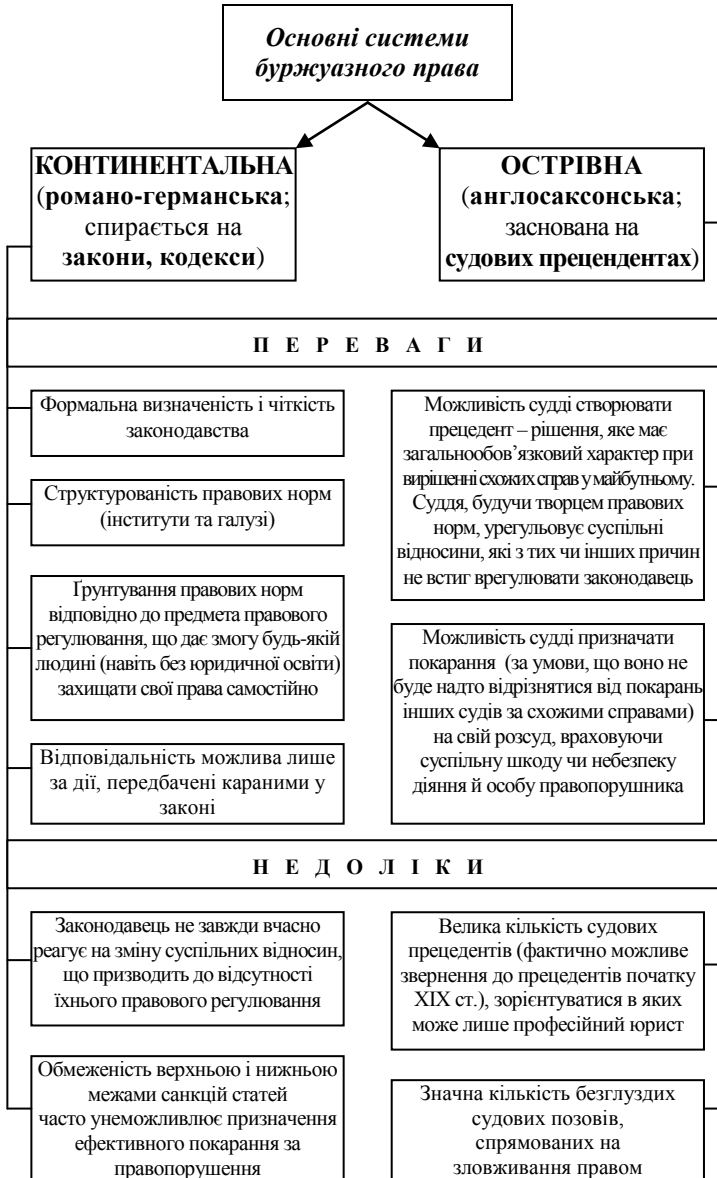 Основні системи
буржуазного права
КОНТИНЕНТАЛЬНА
(романо-германська;
спирається на
закони, кодекси)
ОСТРІВНА
(англосаксонська;
заснована на
судових прецендентах)
П Е Р Е В А Г И
Формальна визначеність і чіткість
законодавства
Структурованість правових норм
(інститути та галузі)
Ґрунтування правових норм
відповідно до предмета правового
регулювання, що дає змогу будь-якій
людині (навіть без юридичної освіти)
захищати свої права самостійно
Відповідальність можлива лише
за дії, передбачені караними у
законі
Можливість судді створювати
прецедент – рішення, яке має
загальнообов’язковий характер при
вирішенні схожих справ у майбутньому.
Суддя, будучи творцем правових
норм, урегульовує суспільні
відносини, які з тих чи інших причин
не встиг врегулювати законодавець
Можливість судді призначати
покарання (за умови, що воно не
буде надто відрізнятися від покарань
інших судів за схожими справами)
на свій розсуд, враховуючи
суспільну шкоду чи небезпеку
діяння й особу правопорушника
Н Е Д О Л І К И
Законодавець не завжди вчасно
реагує на зміну суспільних відносин,
що призводить до відсутності
їхнього правового регулювання
Обмеженість верхньою і нижньою
межами санкцій статей
часто унеможливлює призначення
ефективного покарання за
правопорушення
Велика кількість судових
прецедентів (фактично можливе
звернення до прецедентів початку
XIX ст.), зорієнтуватися в яких
може лише професійний юрист
Значна кількість безглуздих
судових позовів,
спрямованих на
зловживання правом